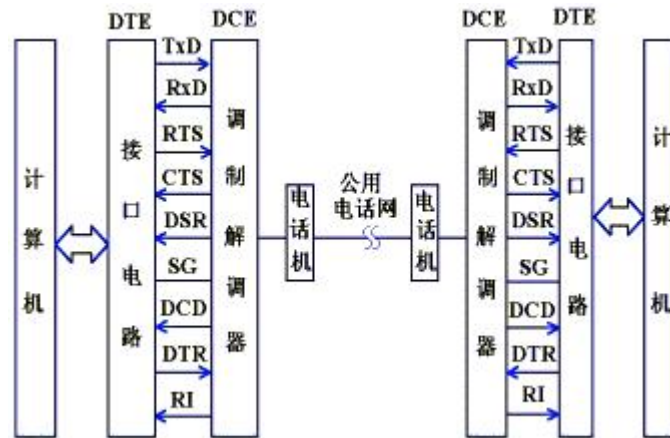 DTE
DCE
DCE
DTE
TxD
RxD
RTS
CTS
DSR
SG
DCD
DTR
RI
计算机
接口电路
调制解调器
电话机
公用
电话网
电话机
调制解调器
TxD
RxD
RTS
CTS
DSR
SG
DCD
DTR
RI
接口电路
计算机